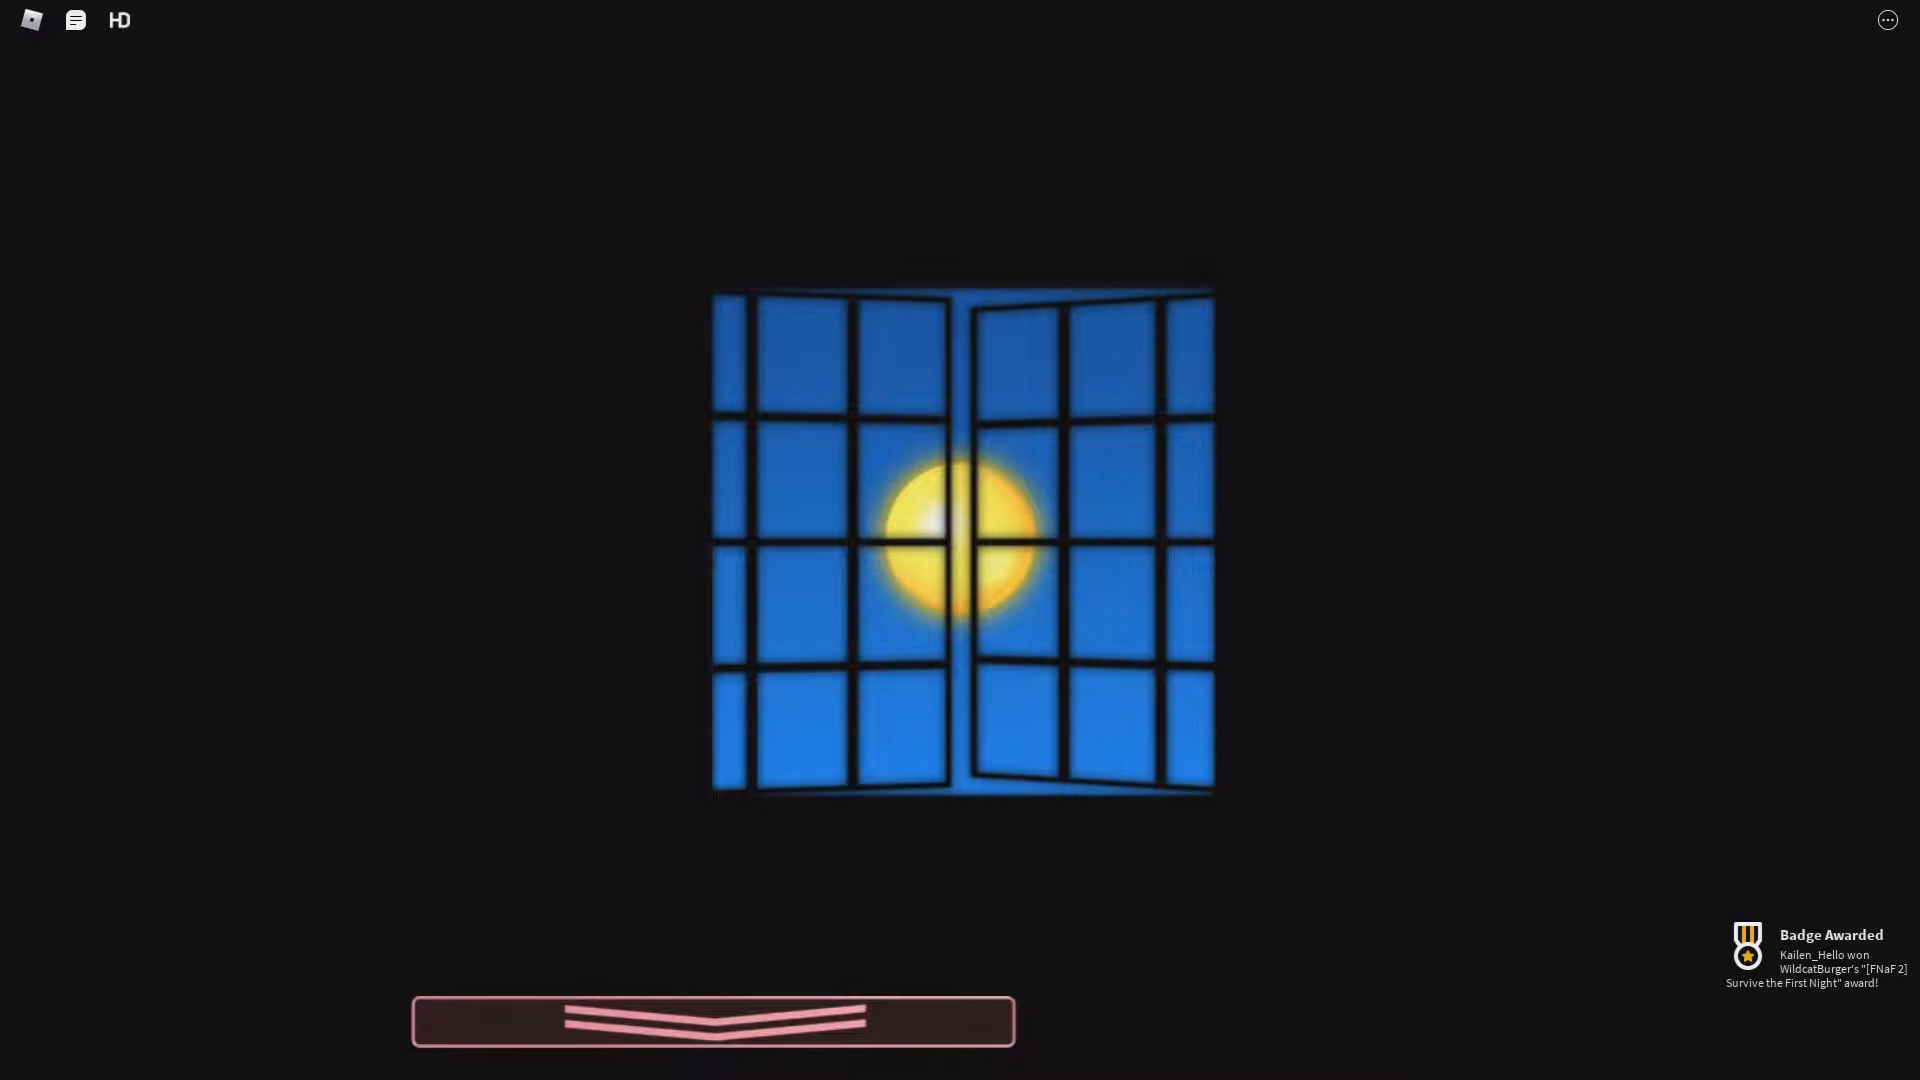 HD
Badge Awarded
Kailen_Hello won
WildcatBurger's "[FNaF 2]
Survive the First Night" award!